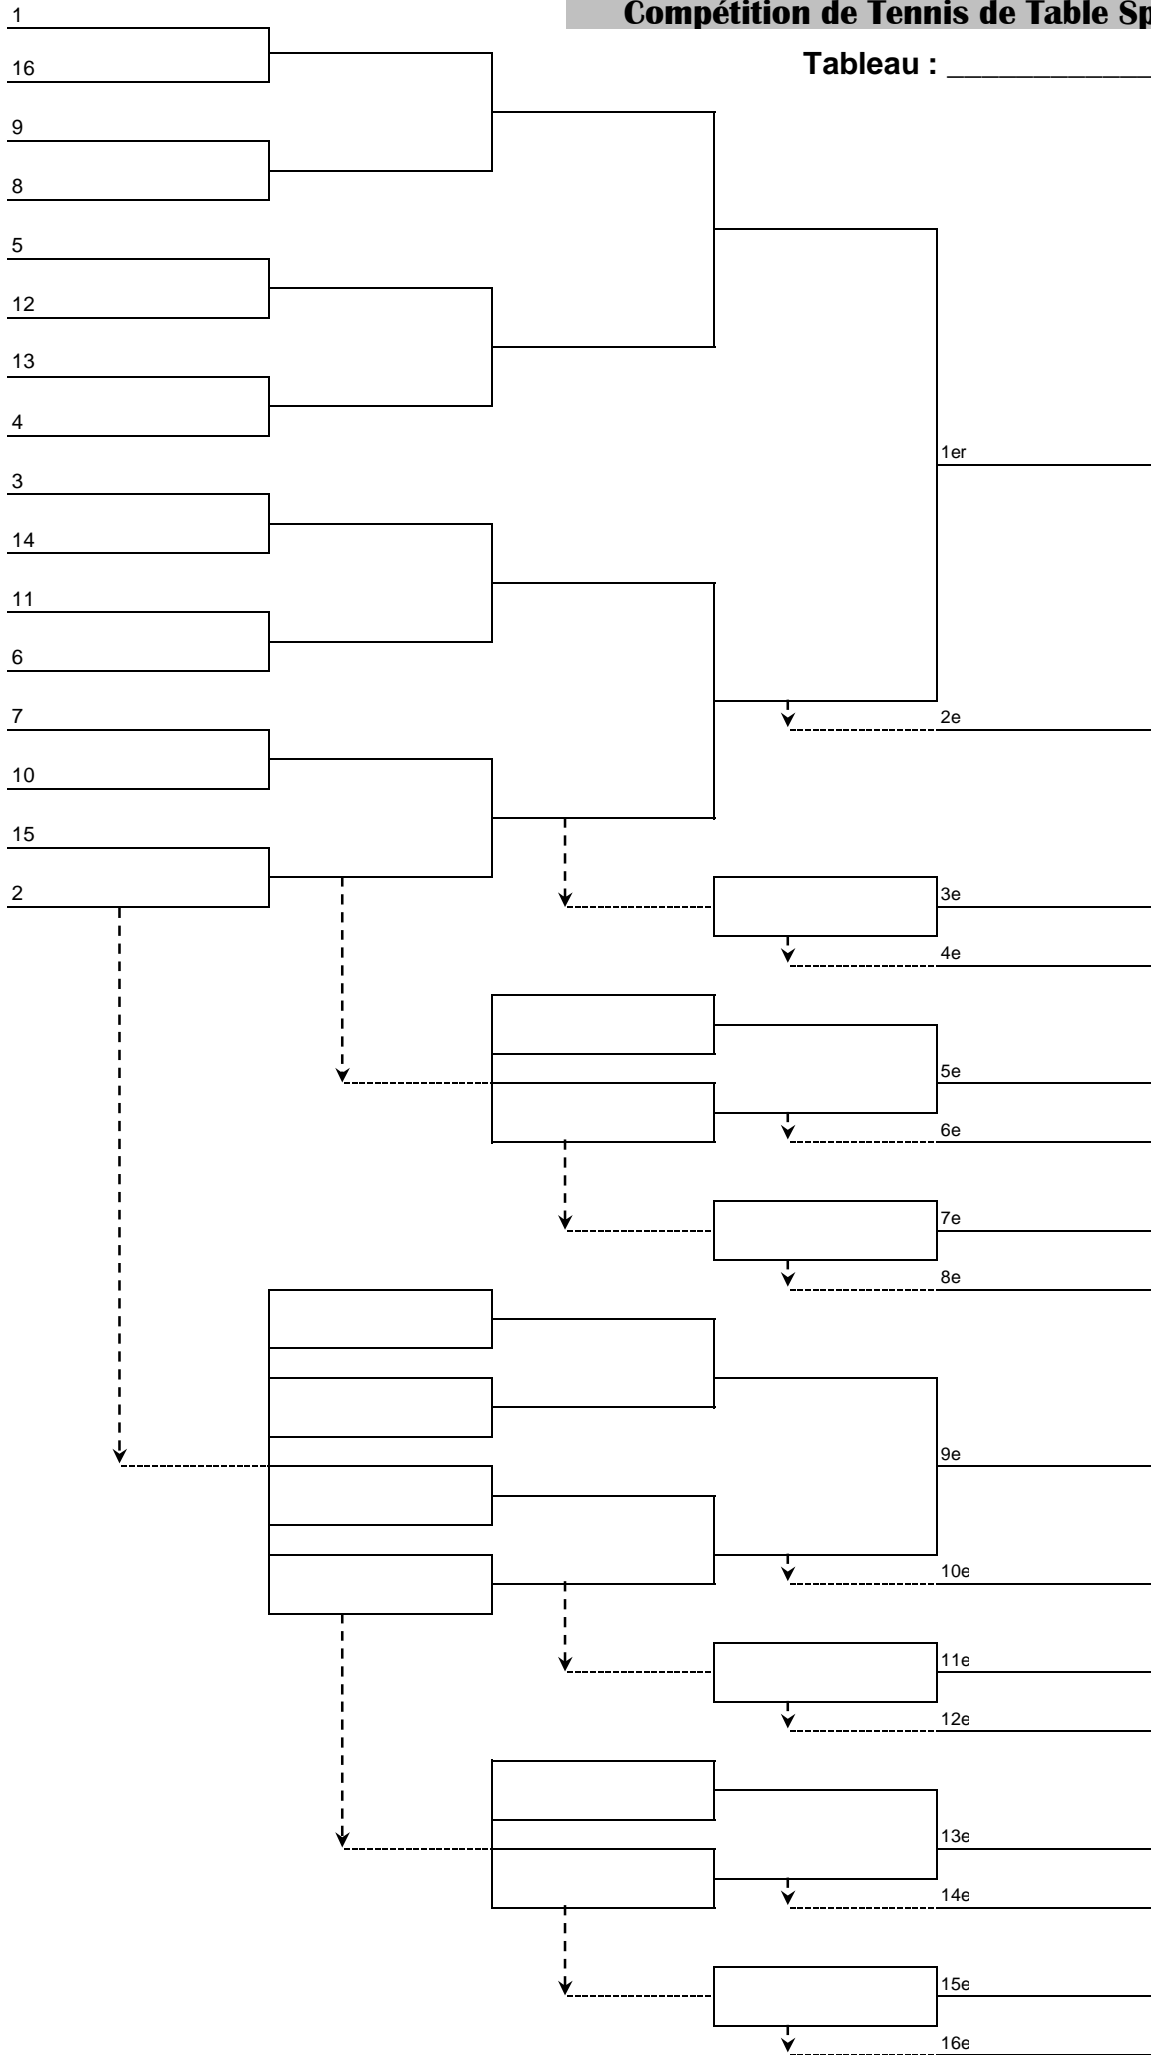 Compétition de Tennis de Table
Tableau : _____________
1
16
9
8
5
12
13
4
3
14
11
6
7
10
15
2
1er
2e
3e
4e
5e
6e
7e
8e
9e
10e
11e
12e
13e
14e
15e
16e